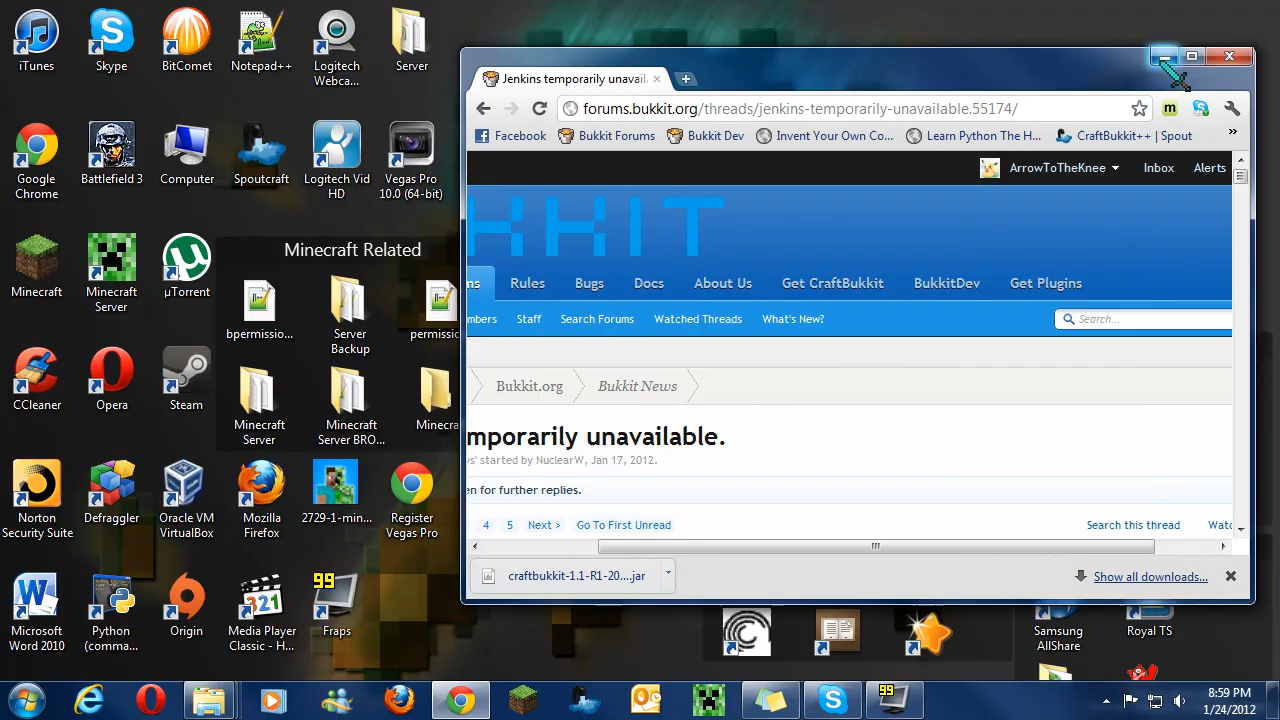 iTunes
Skype
BitComet
Notepad++
Logitech
Webca...
Server
Google
Chrome
Battlefield 3
Computer
Spoutcraft
Logitech Vid
HD
Vegas Pro
10.0 (64-bit)
Minecraft
Minecraft
Server
µTorrent
Minecraft Related
bpermissio...
Server
Backup
permissic
CCleaner
Opera
Steam
Minecraft
Server
Minecraft
Server BRO...
Minecra
Norton
Security Suite
Defraggler
Oracle VM
VirtualBox
Mozilla
Firefox
2729-1-min...
Register
Vegas Pro
Microsoft
Word 2010
Python
(comma...
Origin
Media Player
Classic - H...
99
Fraps
321
Jenkins temporarily unavail
forums.bukkit.org/threads/jenkins-temporarily-unavailable.55174/
m
Facebook
Bukkit Forums
Bukkit Dev
Invent Your Own Co...
Learn Python The H...
Craftbukkit++ | Spout
»
ArrowToTheKnee
Inbox
Alerts
KKIT
ms
Rules
Bugs
Docs
About Us
Get CraftBukkit
BukkitDev
Get Plugins
mbers
Staff
Search Forums
Watched Threads
What's New?
Search...
Bukkit.org
Bukkit News
mporarily unavailable.
s' started by NuclearW, Jan 17, 2012.
en for further replies.
4
5
Next >
Go To First Unread
Search this thread
Watc
craftbukkit-1.1-R1-20....jar
Show all downloads...
Samsung
AllShare
Royal TS
99
8:59 PM
1/24/2012